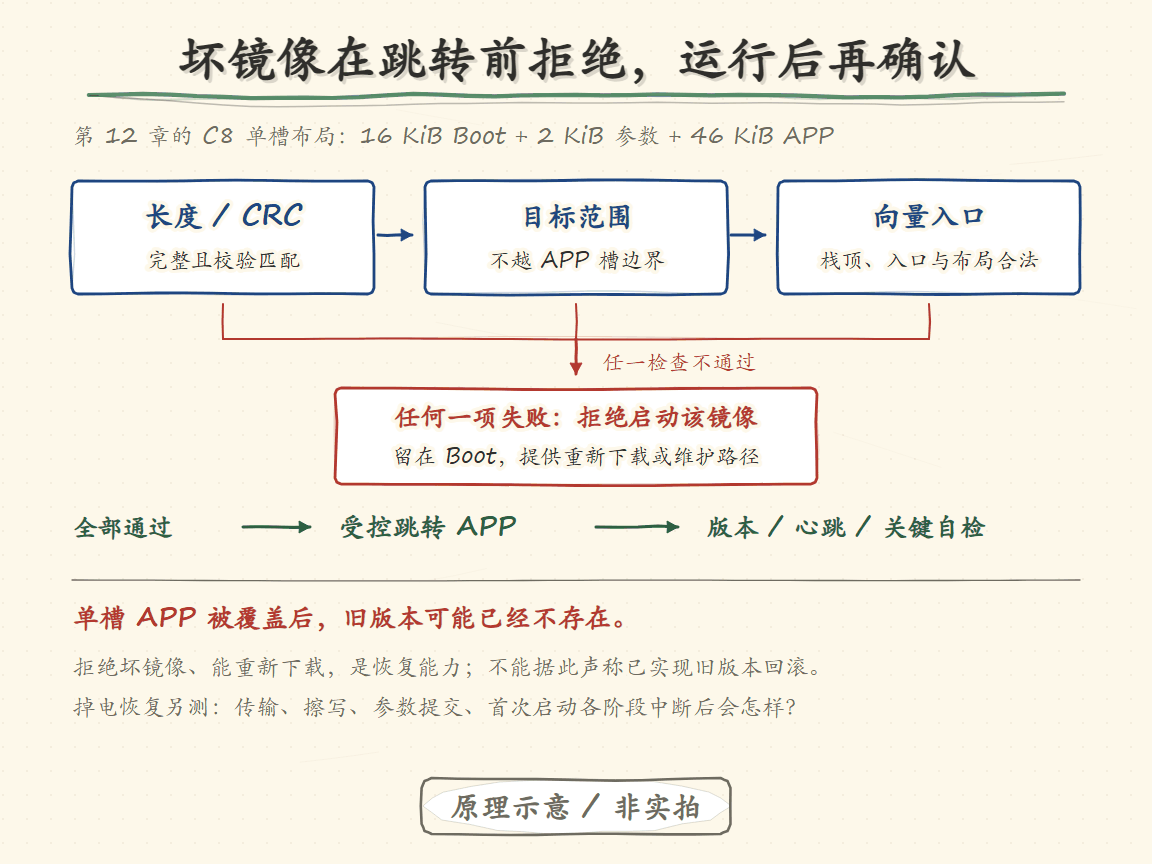 坏镜像在跳转前拒绝，运行后再确认
第 12 章的 C8 单槽布局：16 KiB Boot + 2 KiB 参数 + 46 KiB APP
长度 / CRC
完整且校验匹配
目标范围
不越 APP 槽边界
向量入口
栈顶、入口与布局合法
任一检查不通过
任何一项失败：拒绝启动该镜像
留在 Boot，提供重新下载或维护路径
全部通过
受控跳转 APP
版本 / 心跳 / 关键自检
单槽 APP 被覆盖后，旧版本可能已经不存在。
拒绝坏镜像、能重新下载，是恢复能力；不能据此声称已实现旧版本回滚。
掉电恢复另测：传输、擦写、参数提交、首次启动各阶段中断后会怎样？
原理示意 / 非实拍